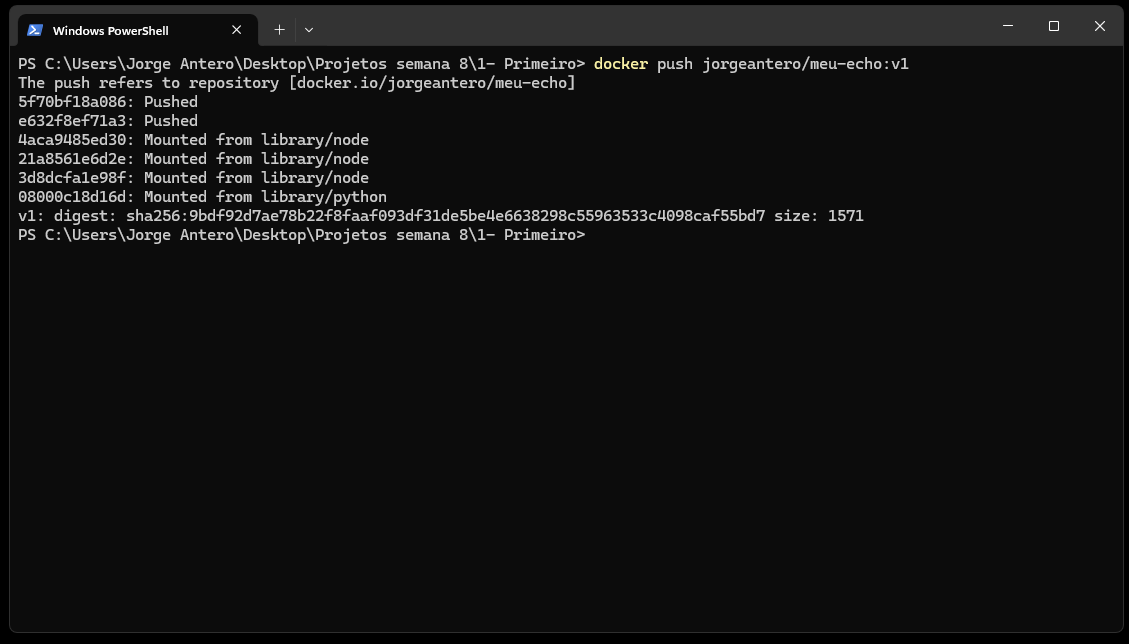 Windows PowerShell
PS C:\Users\Jorge Antero\Desktop\Projetos semana 8\1- Primeiro> docker push jorgeantero/meu-echo:v1
The push refers to repository [docker.io/jorgeantero/meu-echo]
5f70bf18a086: Pushed
e632f8ef71a3: Pushed
4aca9485ed30: Mounted from library/node
21a8561e6d2e: Mounted from library/node
3d8dcfa1e98f: Mounted from library/node
08000c18d16d: Mounted from library/python
v1: digest: sha256:9bdf92d7ae78b22f8faaf093df31de5be4e6638298c55963533c4098caf55bd7 size: 1571
PS C:\Users\Jorge Antero\Desktop\Projetos semana 8\1- Primeiro>